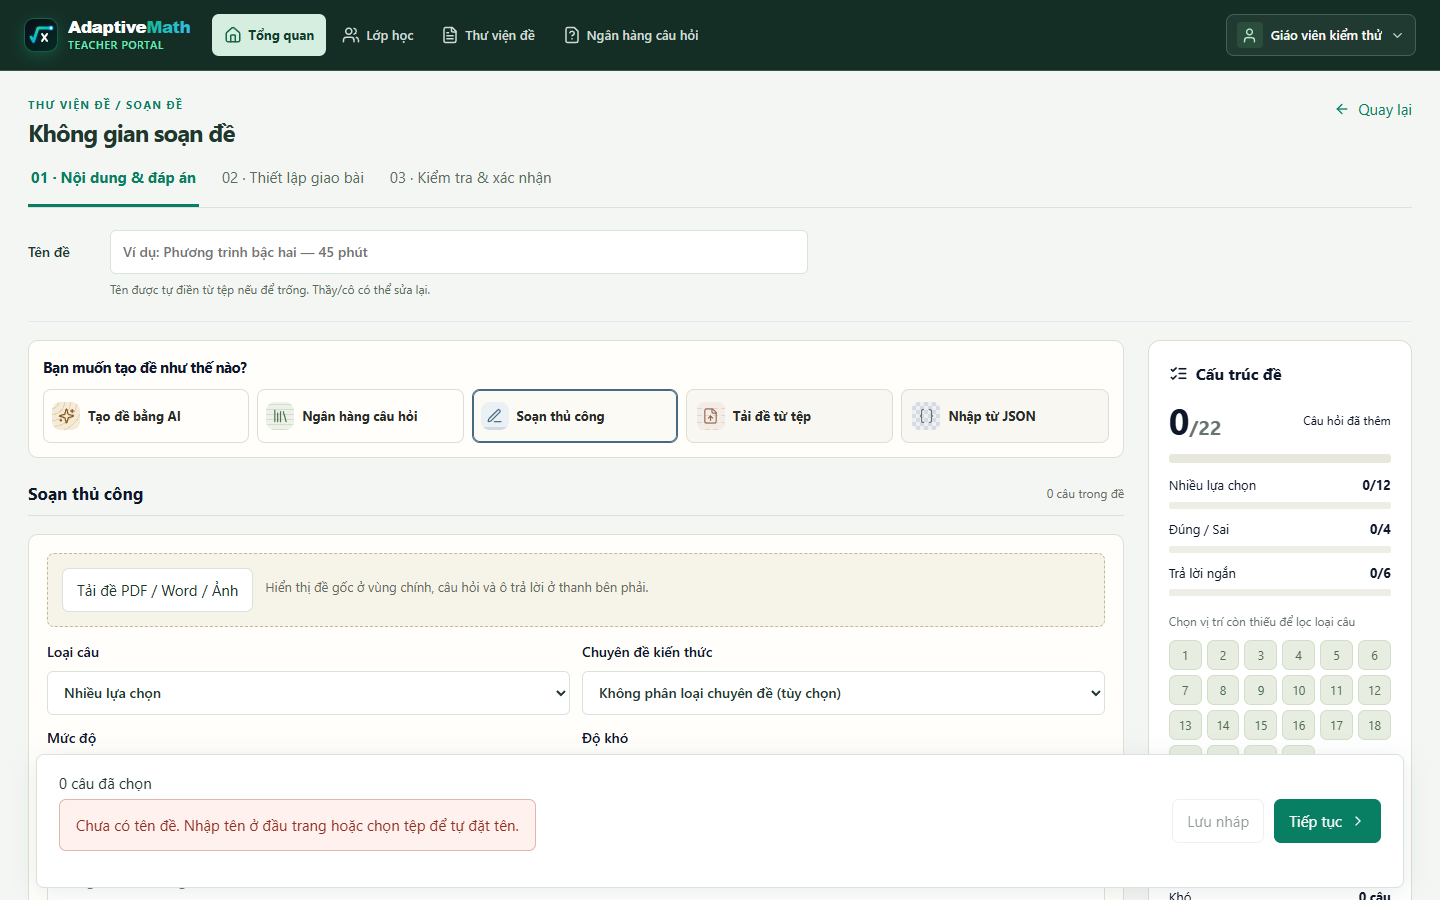 AdaptiveMath
TEACHER PORTAL
Tổng quan
Lớp học
Thư viện đề
Ngân hàng câu hỏi
Giáo viên kiểm thử
THƯ VIỆN ĐỀ / SOẠN ĐỀ
Quay lại
Không gian soạn đề
01 · Nội dung & đáp án
02 · Thiết lập giao bài
03 · Kiểm tra & xác nhận
Tên đề
Ví dụ: Phương trình bậc hai — 45 phút
Tên được tự điền từ tệp nếu để trống. Thầy/cô có thể sửa lại.
Bạn muốn tạo đề như thế nào?
Tạo đề bằng AI
Ngân hàng câu hỏi
Soạn thủ công
Tải đề từ tệp
Nhập từ JSON
Soạn thủ công
0 câu trong đề
Tải đề PDF / Word / Ảnh
Hiển thị đề gốc ở vùng chính, câu hỏi và ô trả lời ở thanh bên phải.
Loại câu
Chuyên đề kiến thức
Nhiều lựa chọn
Không phân loại chuyên đề (tùy chọn)
Mức độ
Độ khó
Cấu trúc đề
0/22
Câu hỏi đã thêm
Nhiều lựa chọn 0/12
Đúng / Sai 0/4
Trả lời ngắn 0/6
Chọn vị trí còn thiếu để lọc loại câu
1 2 3 4 5 6
7 8 9 10 11 12
13 14 15 16 17 18
0 câu đã chọn
Chưa có tên đề. Nhập tên ở đầu trang hoặc chọn tệp để tự đặt tên.
Lưu nháp
Tiếp tục
Khó 0 câu